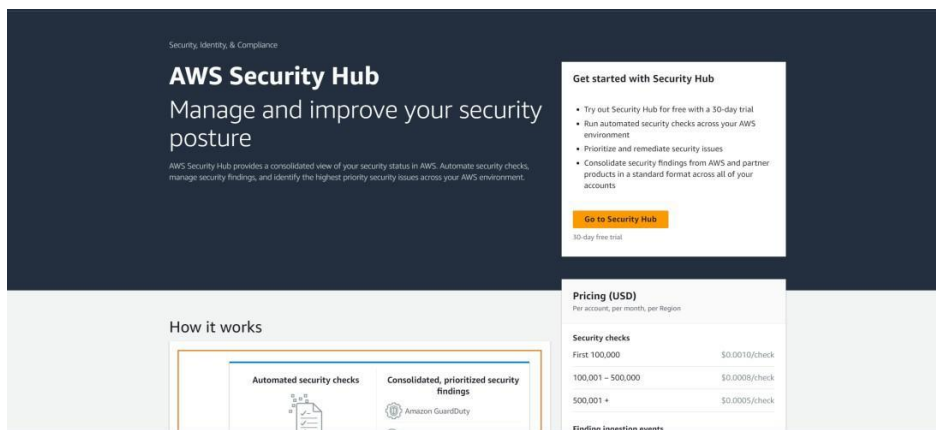 Security, Identity, & Compliance
AWS Security Hub
Manage and improve your security
posture
AWS Security Hub provides a consolidated view of your security status in AWS. Automate security checks,
manage security findings, and identify the highest priority security issues across your AWS environment.
Get started with Security Hub
• Try out Security Hub for free with a 30-day trial
• Run automated security checks across your AWS
environment
• Prioritize and remediate security issues
• Consolidate security findings from AWS and partner
products in a standard format across all of your
accounts
Go to Security Hub
30-day free trial
How it works
Automated security checks
Consolidated, prioritized security
findings
Amazon GuardDuty
Pricing (USD)
Per account, per month, per Region
Security checks
First 100,000 $0.0010/check
100,001 – 500,000 $0.0008/check
500,001 + $0.0005/check
Finding ingestion events